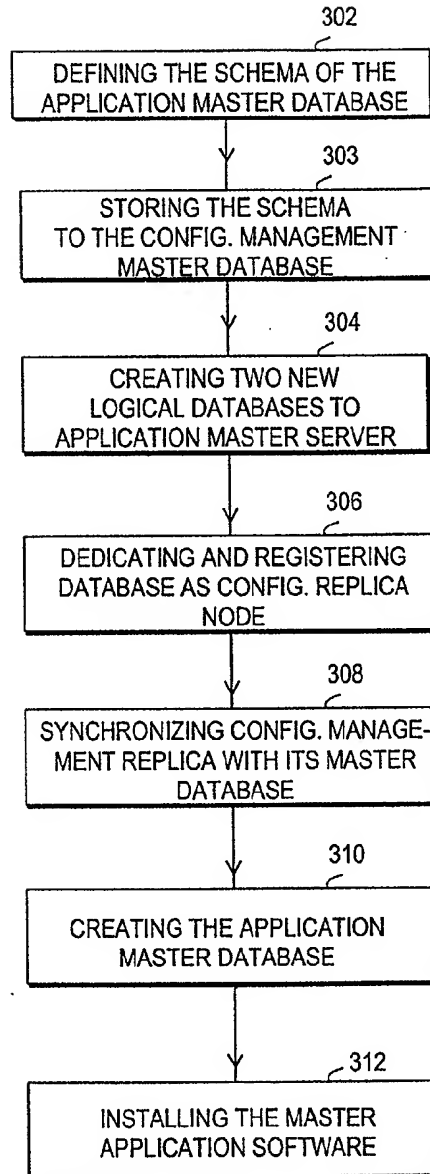 302
DEFINING THE SCHEMA OF THE
APPLICATION MASTER DATABASE
303
STORING THE SCHEMA
TO THE CONFIG. MANAGEMENT
MASTER DATABASE
304
CREATING TWO NEW
LOGICAL DATABASES TO
APPLICATION MASTER SERVER
306
DEDICATING AND REGISTERING
DATABASE AS CONFIG. REPLICA
NODE
308
SYNCHRONIZING CONFIG. MANAGE-
MENT REPLICA WITH ITS MASTER
DATABASE
310
CREATING THE APPLICATION
MASTER DATABASE
312
INSTALLING THE MASTER
APPLICATION SOFTWARE